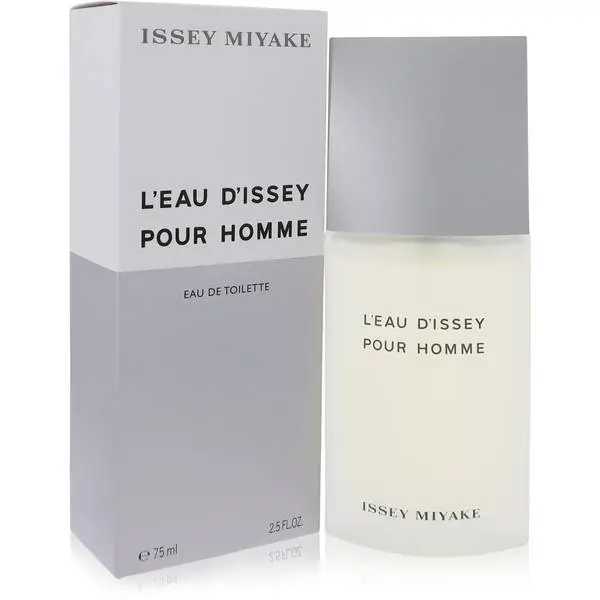 ISSEY MIYAKE
L'EAU D'ISSEY
POUR HOMME
EAU DE TOILETTE
2.5 FL.OZ.
℮ 75 ml
L'EAU D'ISSEY
POUR HOMME
ISSEY MIYAKE